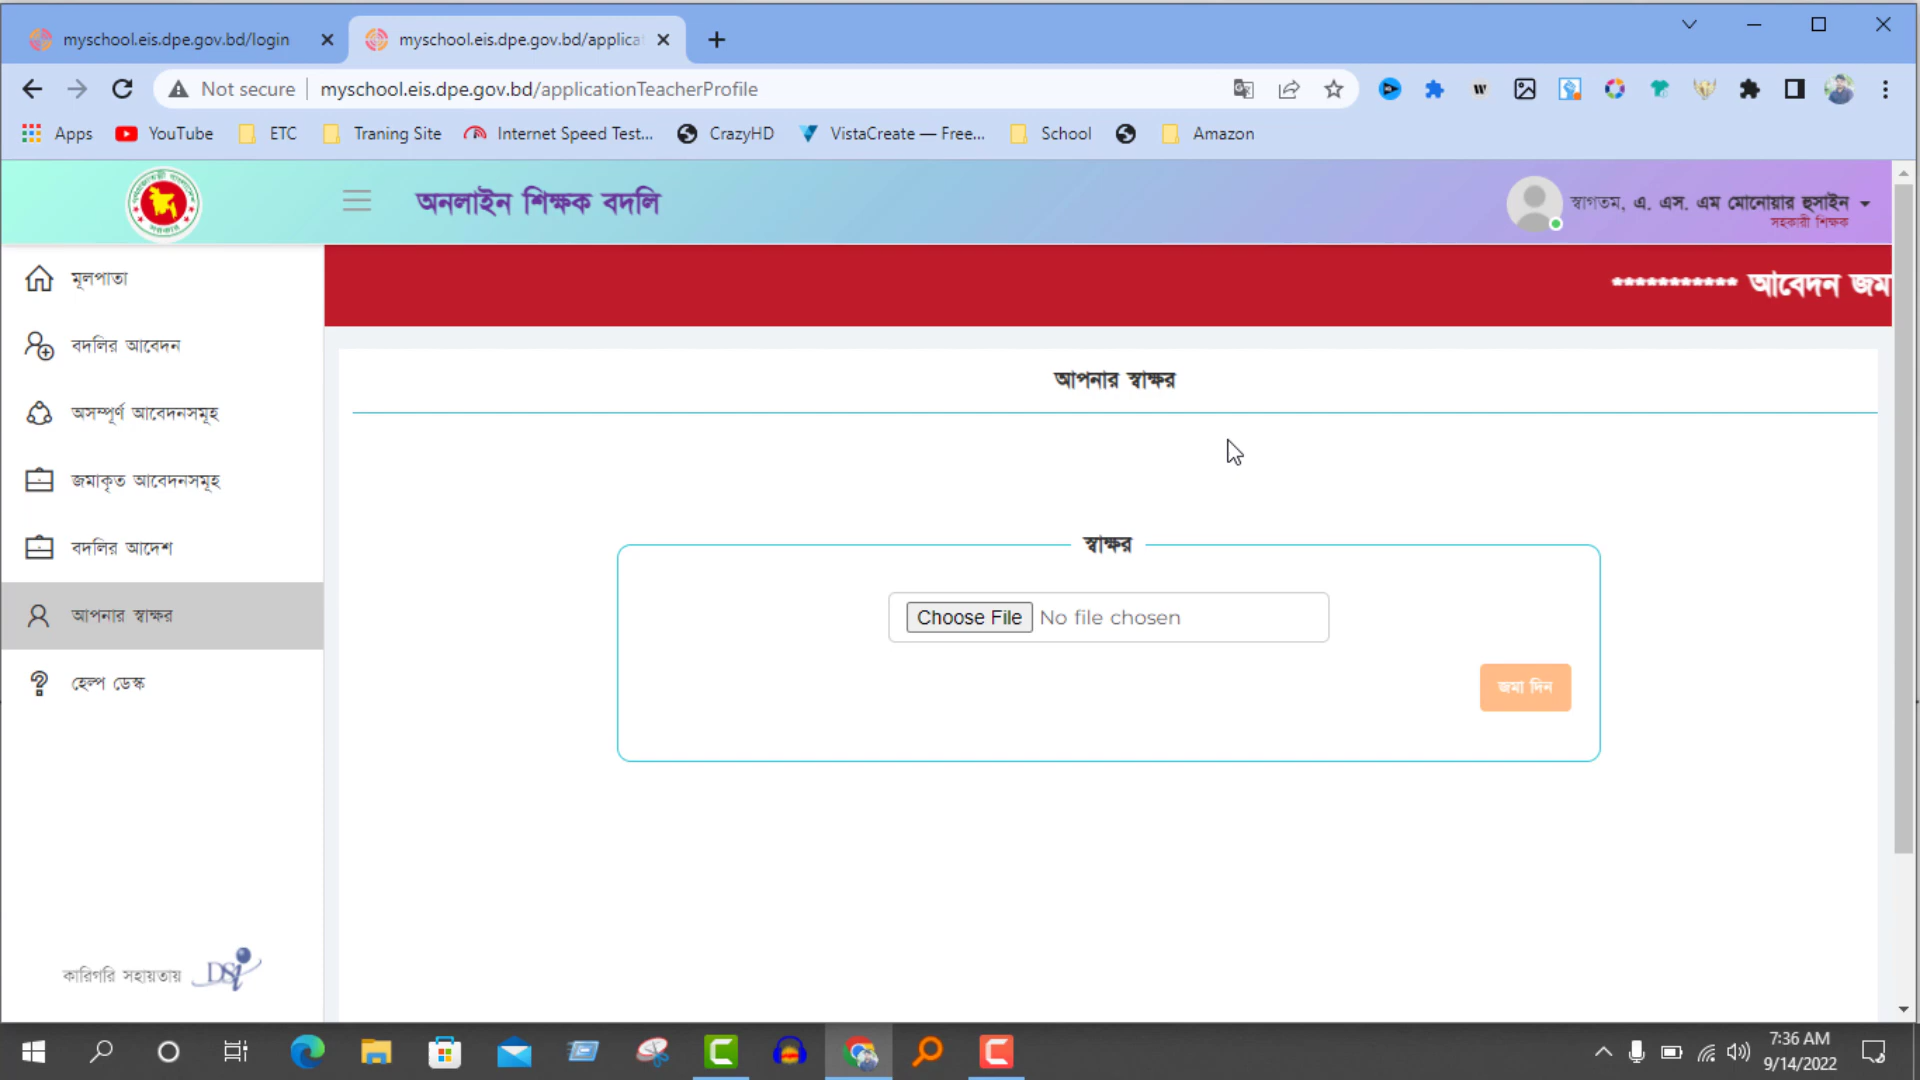 myschool.eis.dpe.gov.bd/login
myschool.eis.dpe.gov.bd/applica
Not secure
myschool.eis.dpe.gov.bd/applicationTeacherProfile
Apps
YouTube
ETC
Traning Site
Internet Speed Test...
CrazyHD
VistaCreate — Free...
School
Amazon
অনলাইন শিক্ষক বদলি
স্বাগতম, এ. এস. এম মোনোয়ার হুসাইন
সহকারী শিক্ষক
*********** আবেদন জম
মূলপাতা
বদলির আবেদন
অসম্পূর্ণ আবেদনসমূহ
জমাকৃত আবেদনসমূহ
বদলির আদেশ
আপনার স্বাক্ষর
হেল্প ডেস্ক
আপনার স্বাক্ষর
স্বাক্ষর
Choose File No file chosen
জমা দিন
কারিগরি সহায়তায়
DSi
7:36 AM
9/14/2022